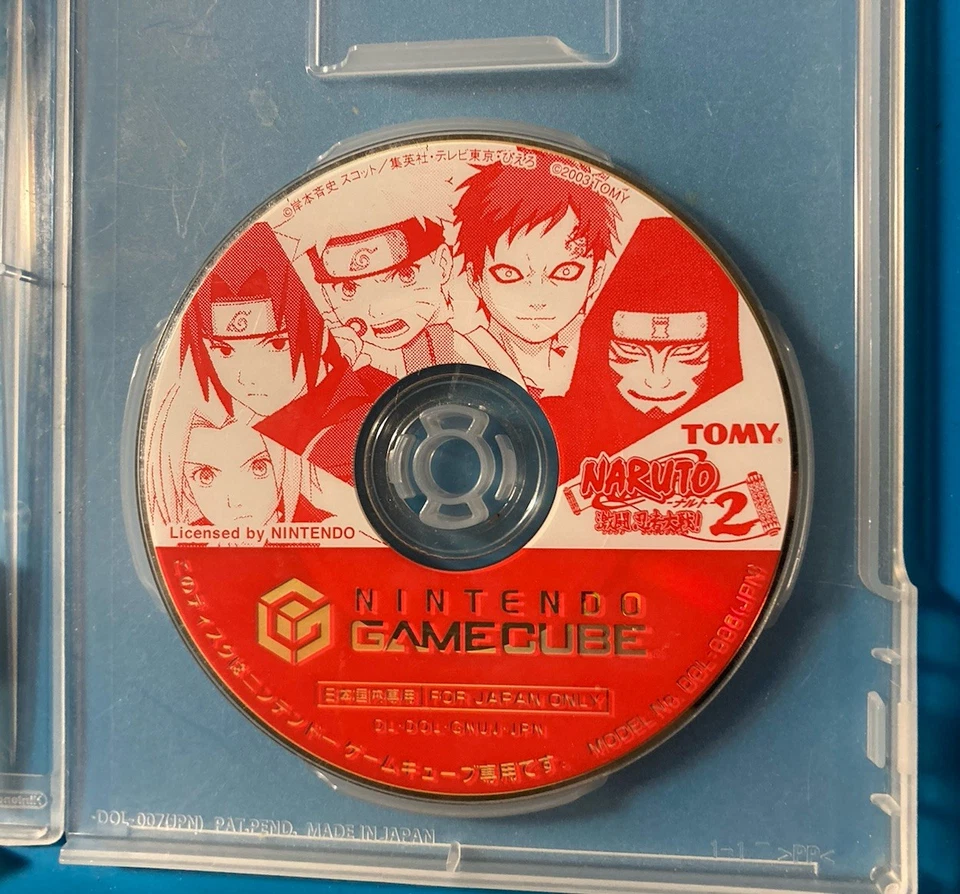 ©岸本斉史 スコット/集英社・テレビ東京・ぴえろ ©2003 TOMY
TOMY
NARUTO
ナルト
激闘忍者大戦! 2
Licensed by NINTENDO
NINTENDO
GAMECUBE
日本国内専用 FOR JAPAN ONLY
DL-DOL-GNUJ-JPN
このディスクは ニンテンドー ゲームキューブ専用です。
MODEL No. DOL-006(JPN)
DOL-007(JPN) PAT.PEND. MADE IN JAPAN
>PP<